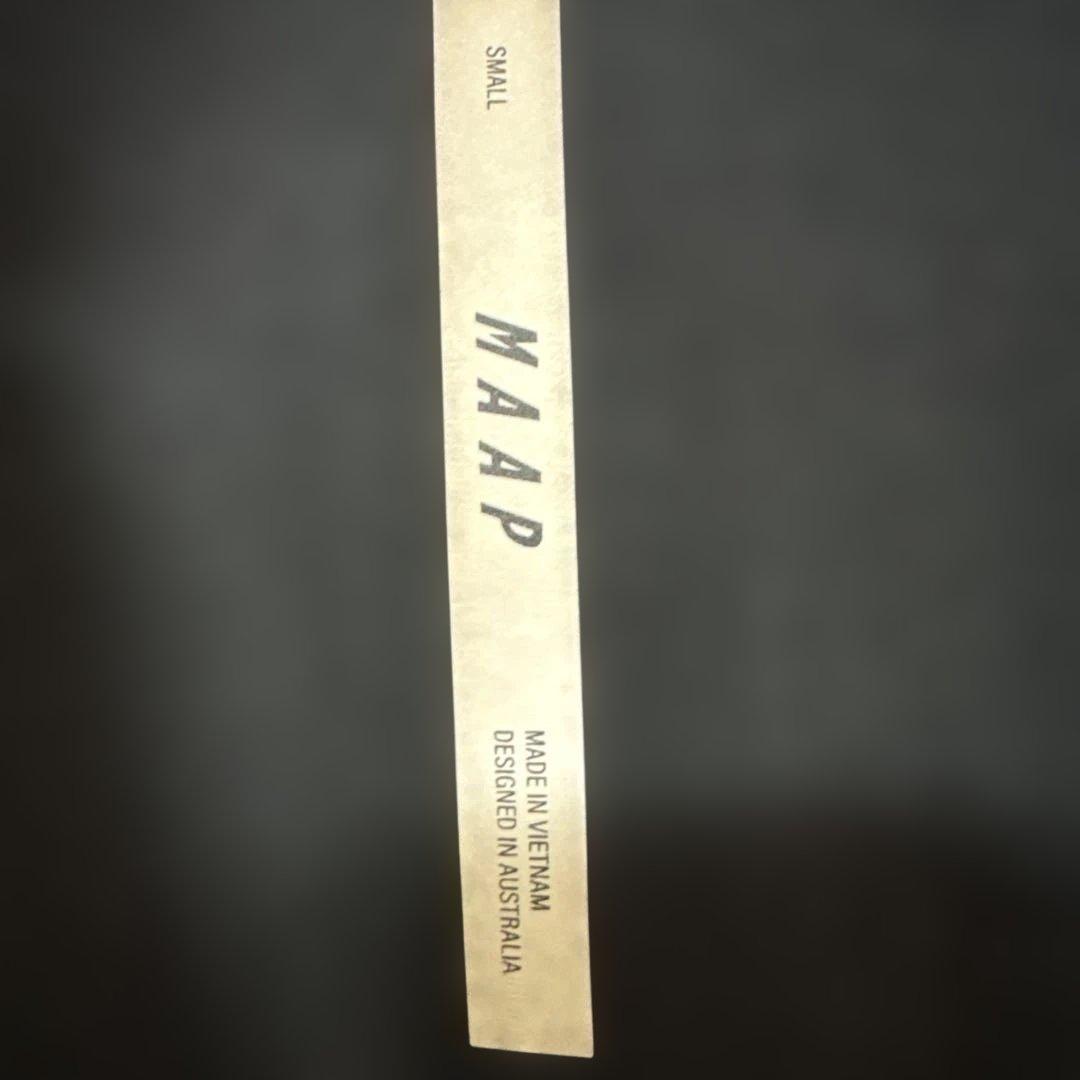 SMALL
MAAP
MADE IN VIETNAM
DESIGNED IN AUSTRALIA